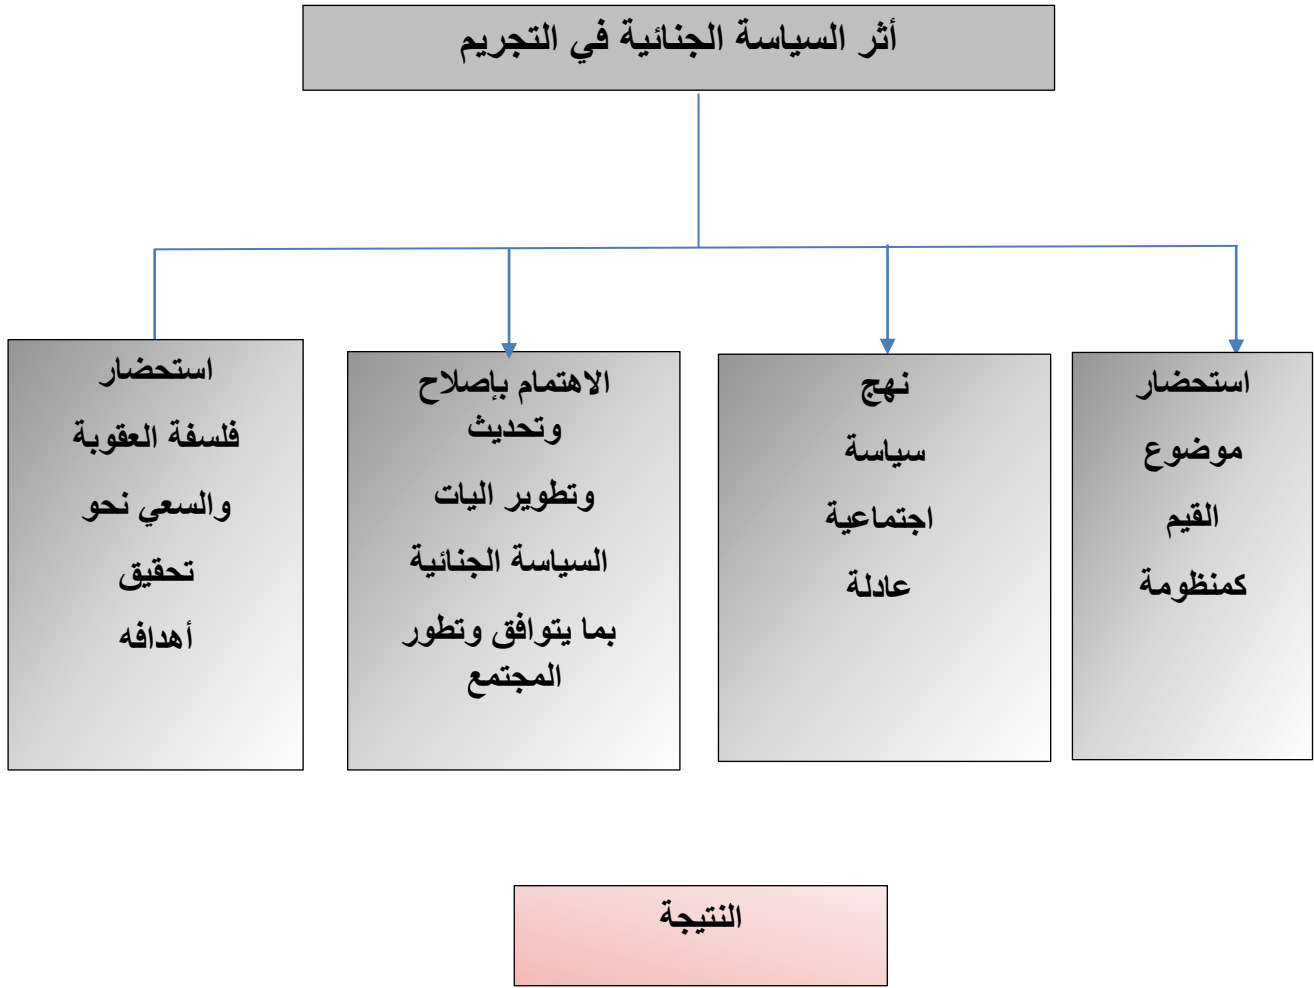 أثر السياسة الجنائية في التجريم
استحضار
موضوع
القيم
كمنظومة
نهج
سياسة
اجتماعية
عادلة
الاهتمام بإصلاح
وتحديث
وتطوير اليات
السياسة الجنائية
بما يتوافق وتطور
المجتمع
استحضار
فلسفة العقوبة
والسعي نحو
تحقيق
أهدافه
النتيجة